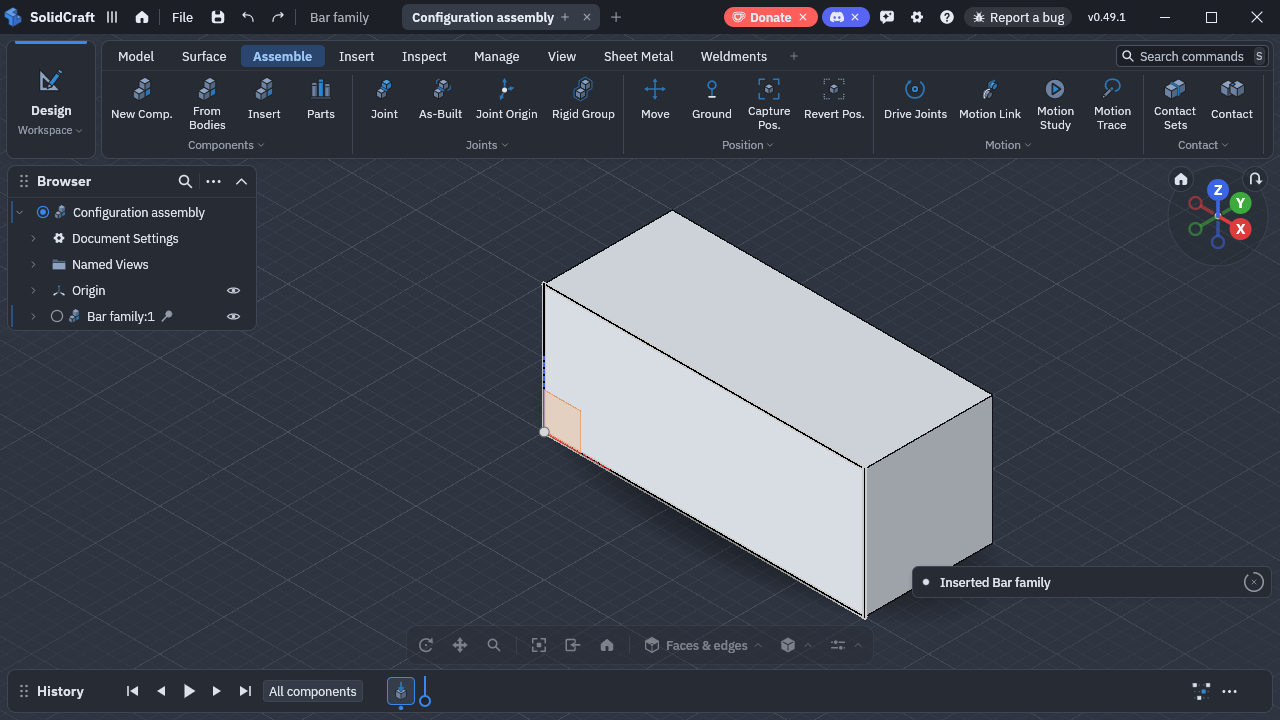 SolidCraft
File
Bar family
Configuration assembly
Donate
Report a bug
v0.49.1
Design
Workspace
Model
Surface
Assemble
Insert
Inspect
Manage
View
Sheet Metal
Weldments
Search commands
S
New Comp.
From Bodies
Insert
Parts
Components
Joint
As-Built
Joint Origin
Rigid Group
Joints
Move
Ground
Capture Pos.
Revert Pos.
Position
Drive Joints
Motion Link
Motion Study
Motion Trace
Motion
Contact Sets
Contact
Contact
Browser
Configuration assembly
Document Settings
Named Views
Origin
Bar family:1
Z
Y
X
Inserted Bar family
Faces & edges
History
All components